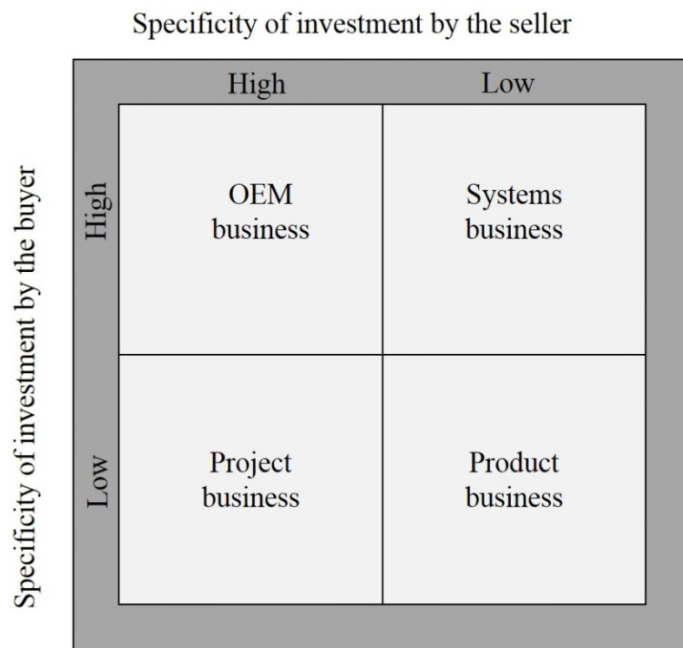 Specificity of investment by the seller
High Low
Specificity of investment by the buyer
High
OEM
business
Systems
business
Low
Project
business
Product
business